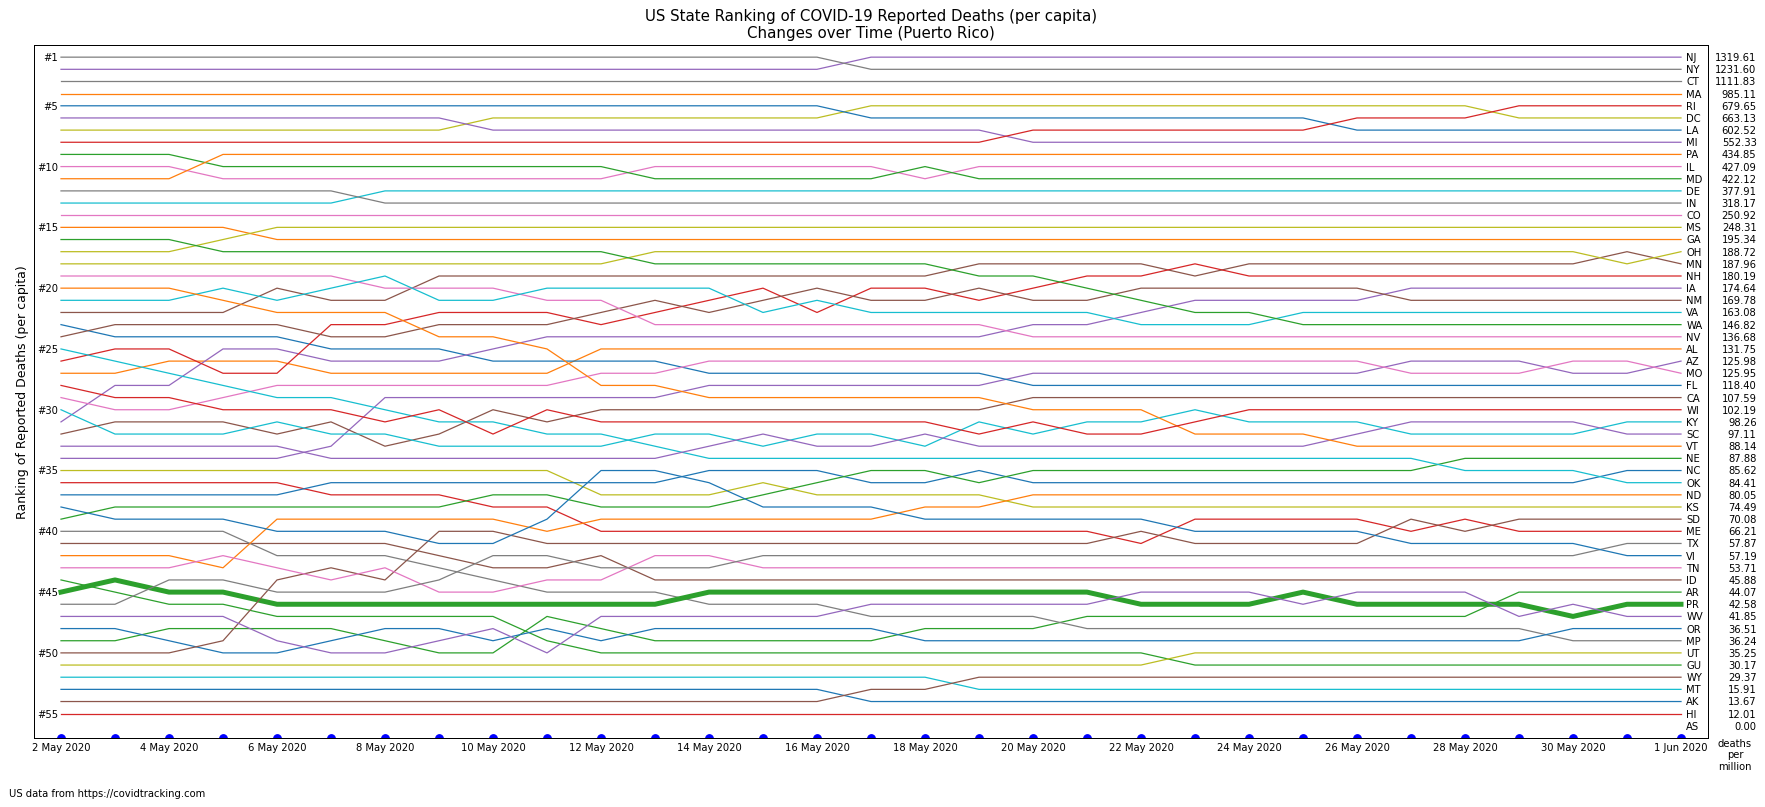 US State Ranking of COVID-19 Reported Deaths (per capita)
Changes over Time (Puerto Rico)
Ranking of Reported Deaths (per capita)
#1
#5
#10
#15
#20
#25
#30
#35
#40
#45
#50
#55
NJ 1319.61
NY 1231.60
CT 1111.83
MA 985.11
RI 679.65
DC 663.13
LA 602.52
MI 552.33
PA 434.85
IL 427.09
MD 422.12
DE 377.91
IN 318.17
CO 250.92
MS 248.31
GA 195.34
OH 188.72
MN 187.96
NH 180.19
IA 174.64
NM 169.78
VA 163.08
WA 146.82
NV 136.68
AL 131.75
AZ 125.98
MO 125.95
FL 118.40
CA 107.59
WI 102.19
KY 98.26
SC 97.11
VT 88.14
NE 87.88
NC 85.62
OK 84.41
ND 80.05
KS 74.49
SD 70.08
ME 66.21
TX 57.87
VI 57.19
TN 53.71
ID 45.88
AR 44.07
PR 42.58
WV 41.85
OR 36.51
MP 36.24
UT 35.25
GU 30.17
WY 29.37
MT 15.91
AK 13.67
HI 12.01
AS 0.00
2 May 2020 4 May 2020 6 May 2020 8 May 2020 10 May 2020 12 May 2020 14 May 2020 16 May 2020 18 May 2020 20 May 2020 22 May 2020 24 May 2020 26 May 2020 28 May 2020 30 May 2020 1 Jun 2020
deaths
per
million
US data from https://covidtracking.com